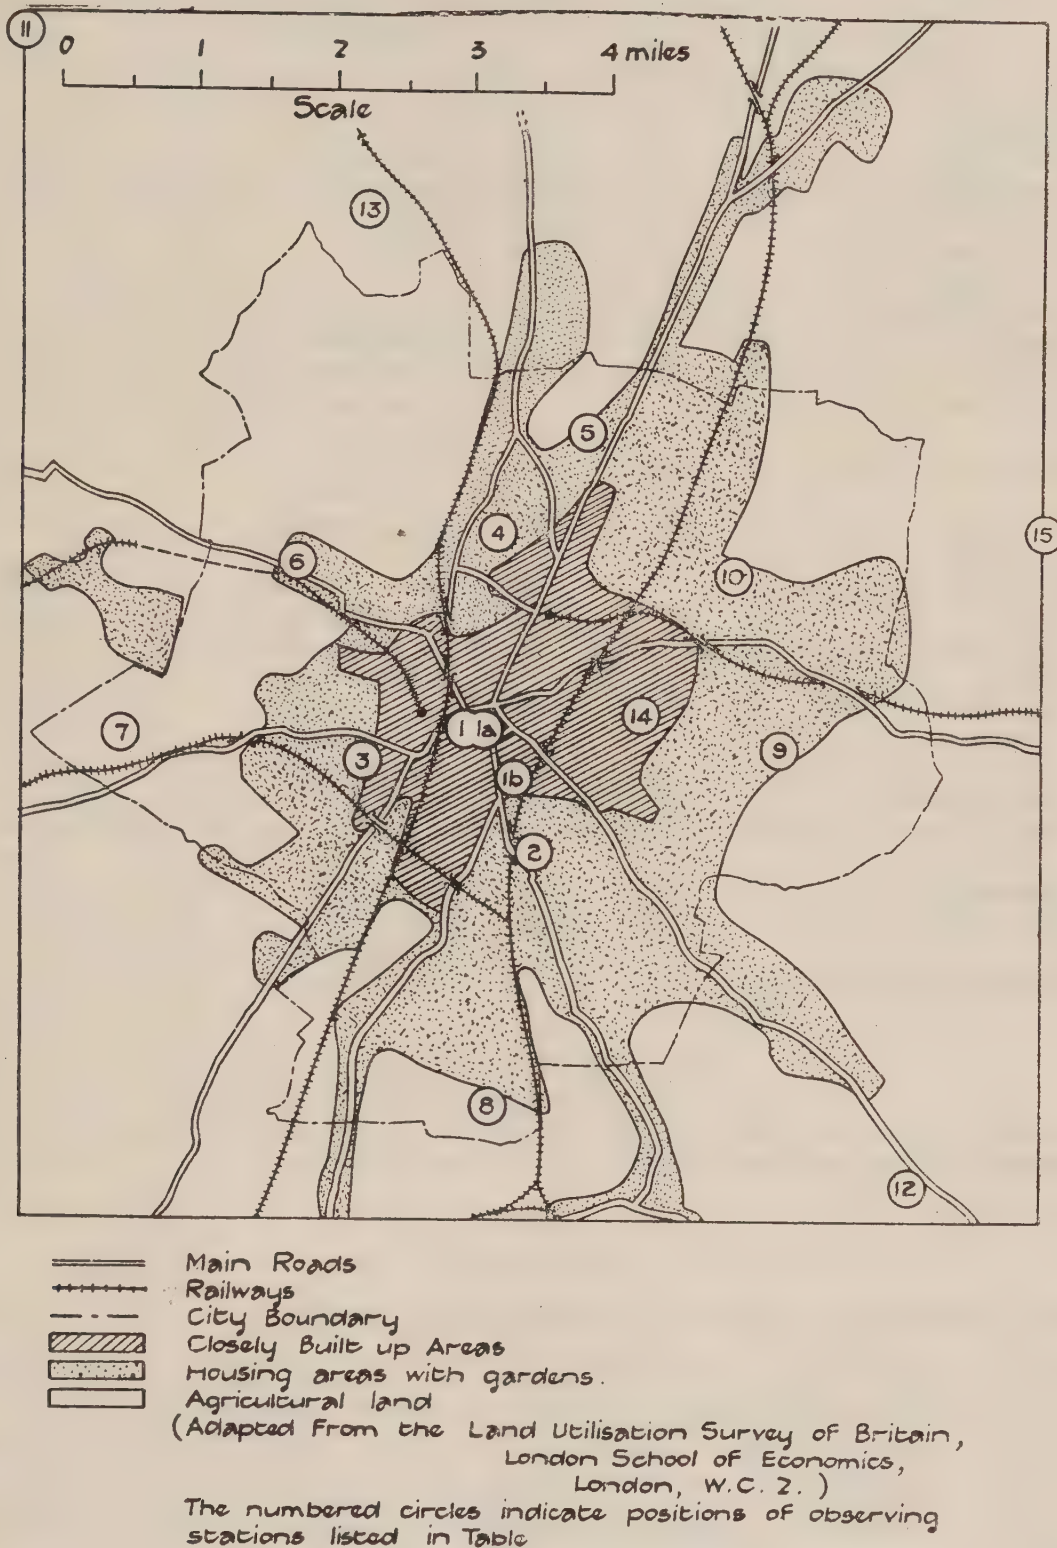 11
0 1 2 3 4 miles
Scale
13
5
4
15
6
10
7
1 1a
14
3
9
1b
2
8
12
Main Roads
Railways
City Boundary
Closely Built up Areas
Housing areas with gardens.
Agricultural land
(Adapted From the Land Utilisation Survey of Britain,
London School of Economics,
London, W.C. 2. )
The numbered circles indicate positions of observing
stations listed in Table